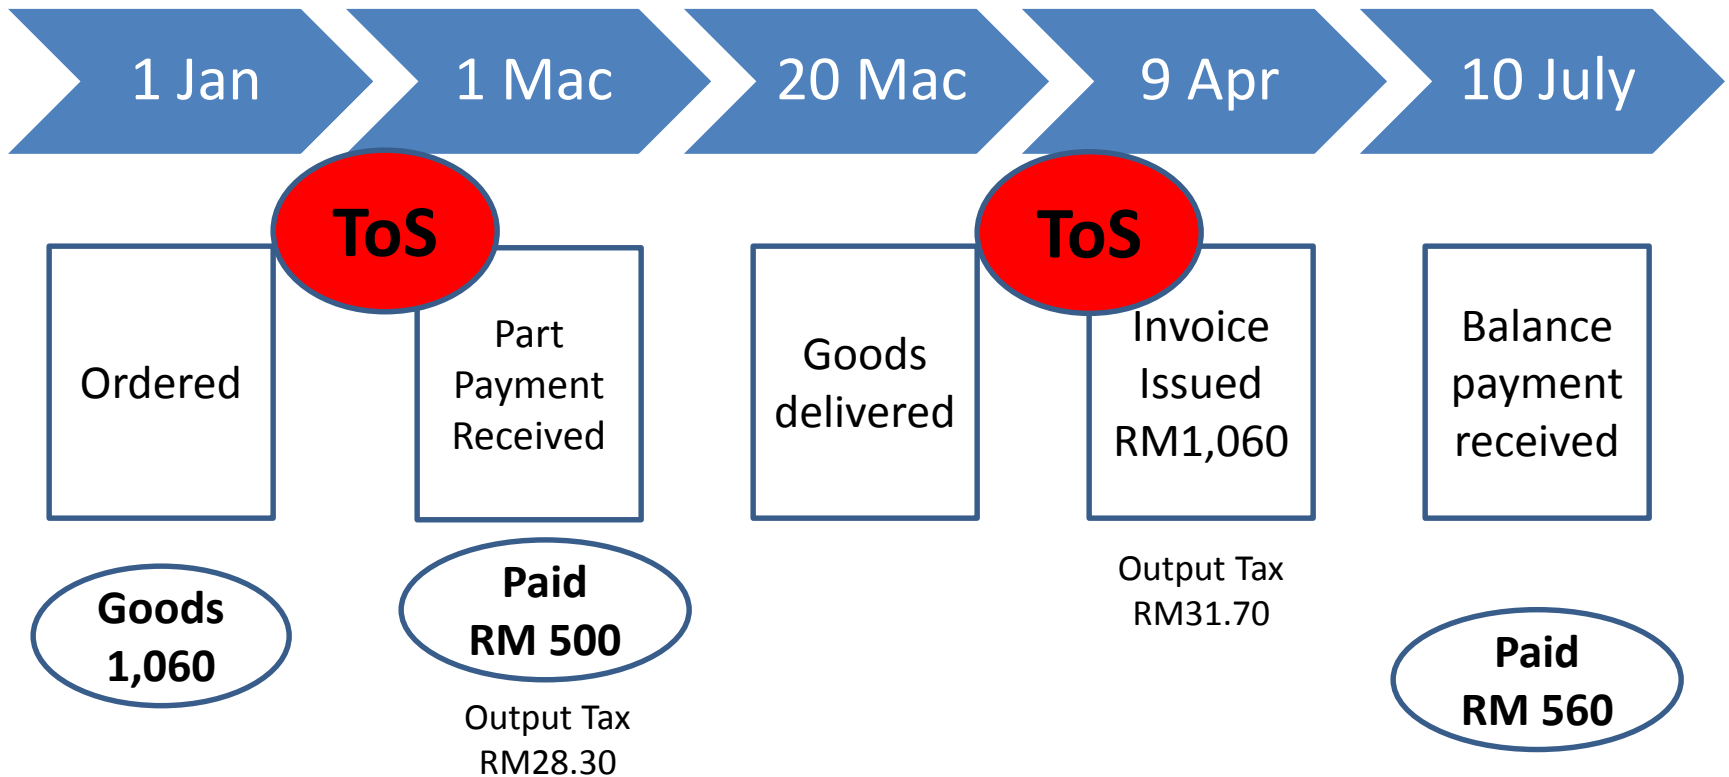 1 Jan
1 Mac
20 Mac
9 Apr
10 July
ToS
ToS
Ordered
Part
Payment
Received
Goods
delivered
Invoice
Issued
RM1,060
Balance
payment
received
Goods
1,060
Paid
RM 500
Output Tax
RM28.30
Output Tax
RM31.70
Paid
RM 560